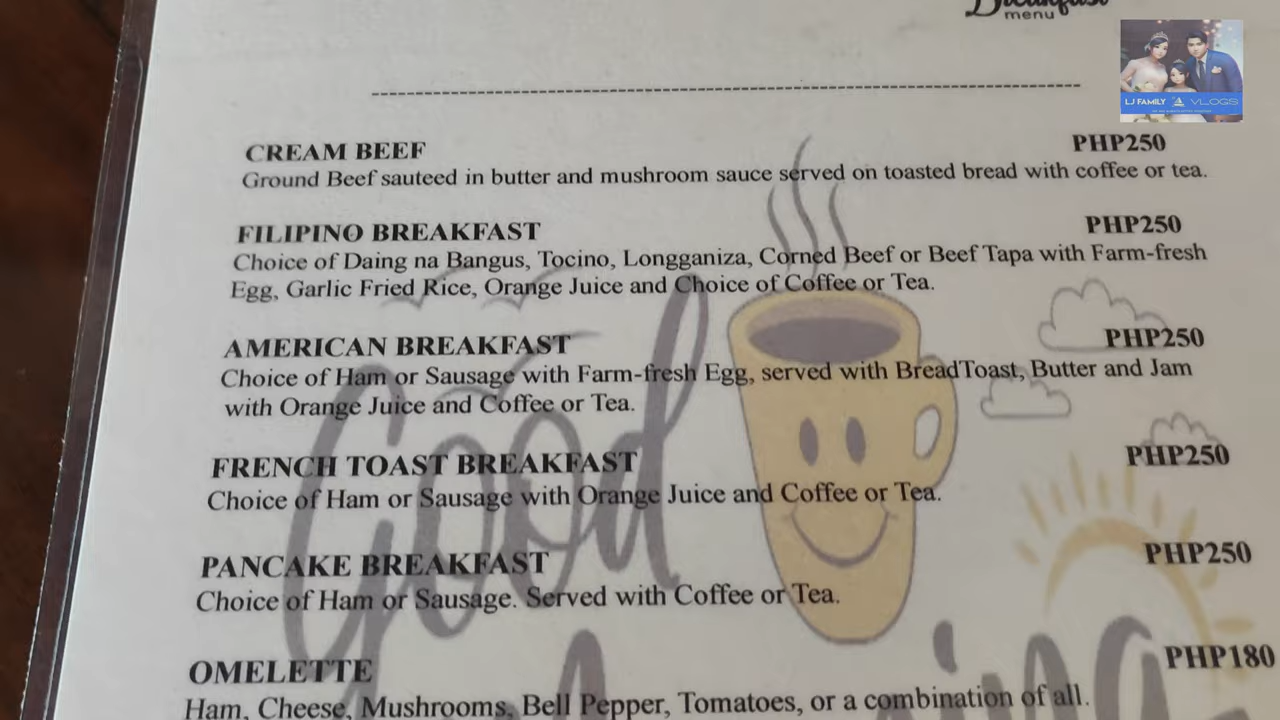 Breakfast
menu
LJ FAMILY VLOGS
CREAM BEEF PHP250
Ground Beef sauteed in butter and mushroom sauce served on toasted bread with coffee or tea.
FILIPINO BREAKFAST PHP250
Choice of Daing na Bangus, Tocino, Longganiza, Corned Beef or Beef Tapa with Farm-fresh
Egg, Garlic Fried Rice, Orange Juice and Choice of Coffee or Tea.
AMERICAN BREAKFAST PHP250
Choice of Ham or Sausage with Farm-fresh Egg, served with BreadToast, Butter and Jam
with Orange Juice and Coffee or Tea.
FRENCH TOAST BREAKFAST PHP250
Choice of Ham or Sausage with Orange Juice and Coffee or Tea.
PANCAKE BREAKFAST PHP250
Choice of Ham or Sausage. Served with Coffee or Tea.
OMELETTE PHP180
Ham, Cheese, Mushrooms, Bell Pepper, Tomatoes, or a combination of all.
Good